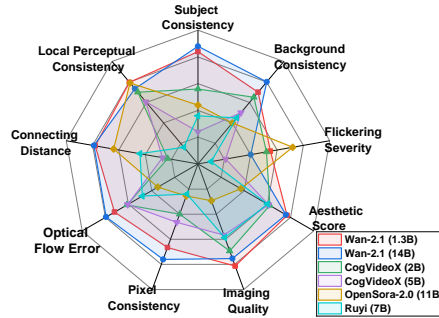 Subject
Consistency
Local Perceptual
Consistency
Background
Consistency
Connecting
Distance
Flickering
Severity
Optical
Flow Error
Aesthetic
Score
Pixel
Consistency
Imaging
Quality
Wan-2.1 (1.3B)
Wan-2.1 (14B)
CogVideoX (2B)
CogVideoX (5B)
OpenSora-2.0 (11B)
Ruyi (7B)